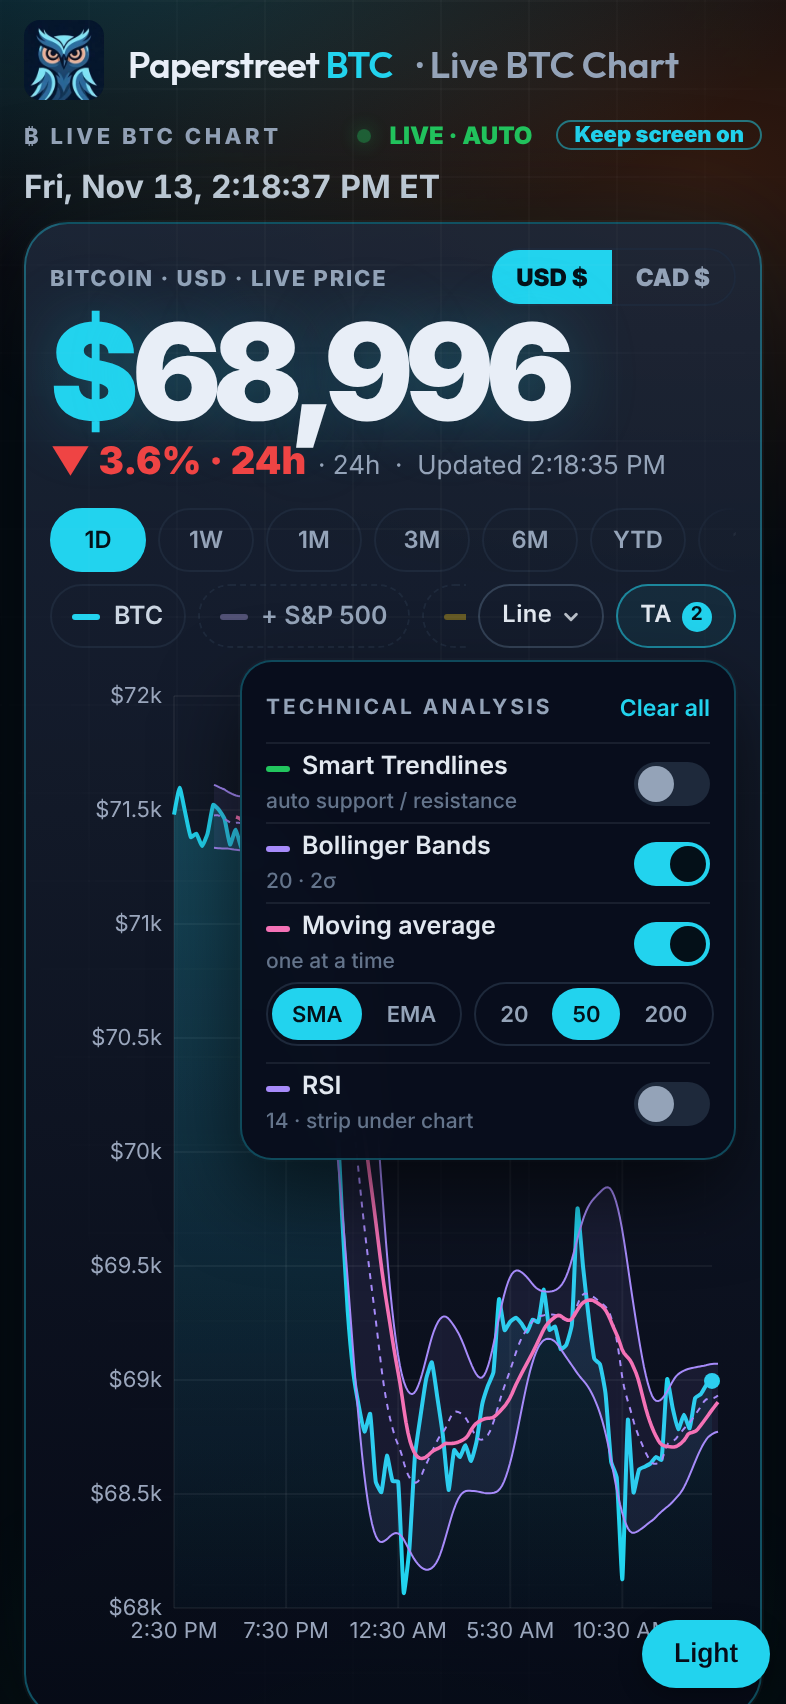 Paperstreet BTC · Live BTC Chart
₿ LIVE BTC CHART LIVE · AUTO Keep screen on
Fri, Nov 13, 2:18:37 PM ET
BITCOIN · USD · LIVE PRICE USD $ CAD $
$68,996
▼ 3.6% · 24h · 24h · Updated 2:18:35 PM
1D 1W 1M 3M 6M YTD
BTC + S&P 500 Line TA 2
TECHNICAL ANALYSIS Clear all
Smart Trendlines
auto support / resistance
Bollinger Bands
20 · 2σ
Moving average
one at a time
SMA EMA 20 50 200
RSI
14 · strip under chart
$72k
$71.5k
$71k
$70.5k
$70k
$69.5k
$69k
$68.5k
$68k
2:30 PM 7:30 PM 12:30 AM 5:30 AM 10:30 AM
Light